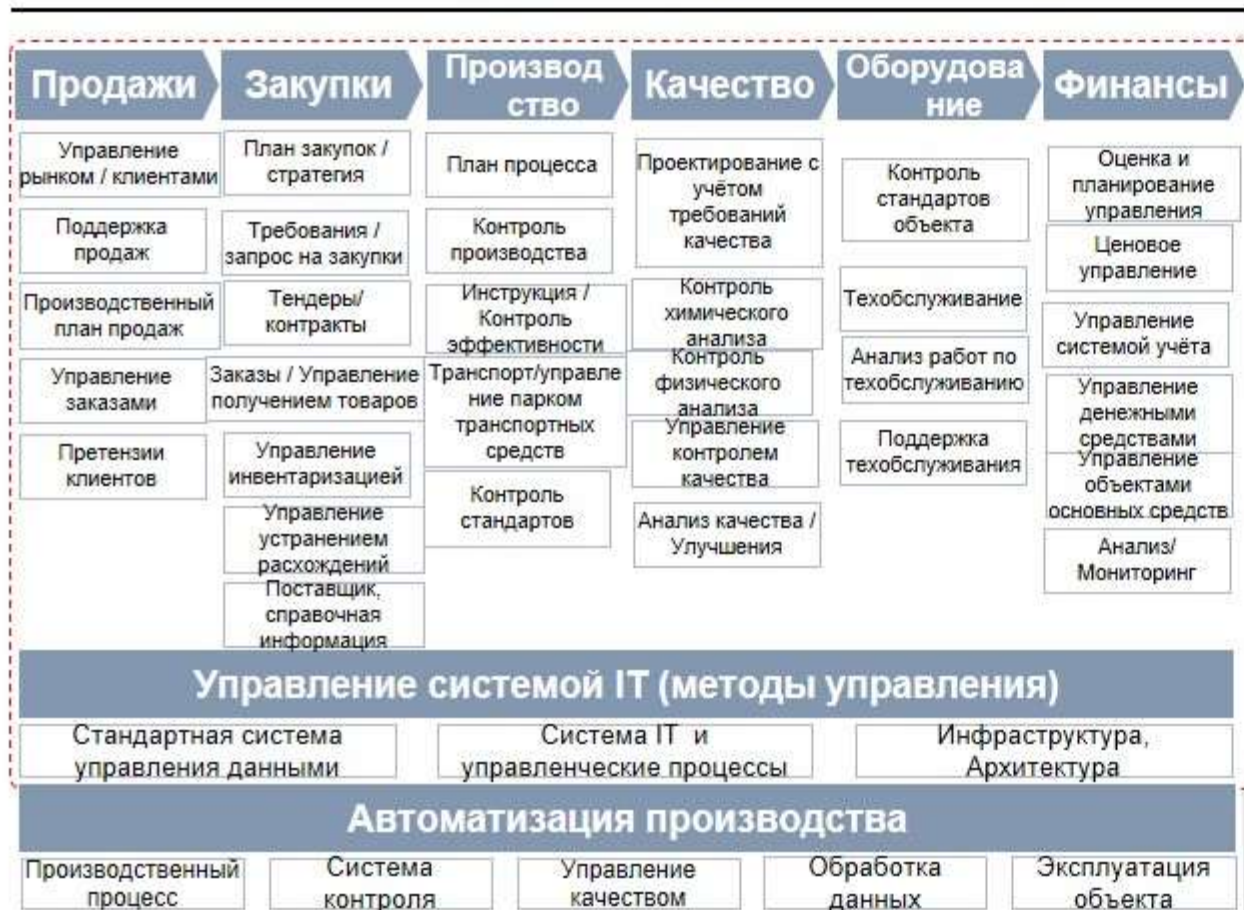 Продажи
Закупки
Производ
ство
Качество
Оборудова
ние
Финансы
Управление
рынком / клиентами
Поддержка
продаж
Производственный
план продаж
Управление
заказами
Претензии
клиентов
План закупок /
стратегия
Требования /
запрос на закупки
Тендеры/
контракты
Заказы / Управление
получением товаров
Управление
инвентаризацией
Управление
устранением
расхождений
Поставщик,
справочная
информация
План процесса
Контроль
производства
Инструкция /
Контроль
эффективности
Транспорт/управле
ние парком
транспортных
средств
Контроль
стандартов
Проектирование с
учётом
требований
качества
Контроль
химического
анализа
Контроль
физического
анализа
Управление
контролем
качества
Анализ качества /
Улучшения
Контроль
стандартов
объекта
Техобслуживание
Анализ работ по
техобслуживанию
Поддержка
техобслуживания
Оценка и
планирование
управления
Ценовое
управление
Управление
системой учёта
Управление
денежными
средствами
Управление
объектами
основных средств
Анализ/
Мониторинг
Управление системой IT (методы управления)
Стандартная система
управления данными
Система IT и
управленческие процессы
Инфраструктура,
Архитектура
Автоматизация производства
Производственный
процесс
Система
контроля
Управление
качеством
Обработка
данных
Эксплуатация
объекта